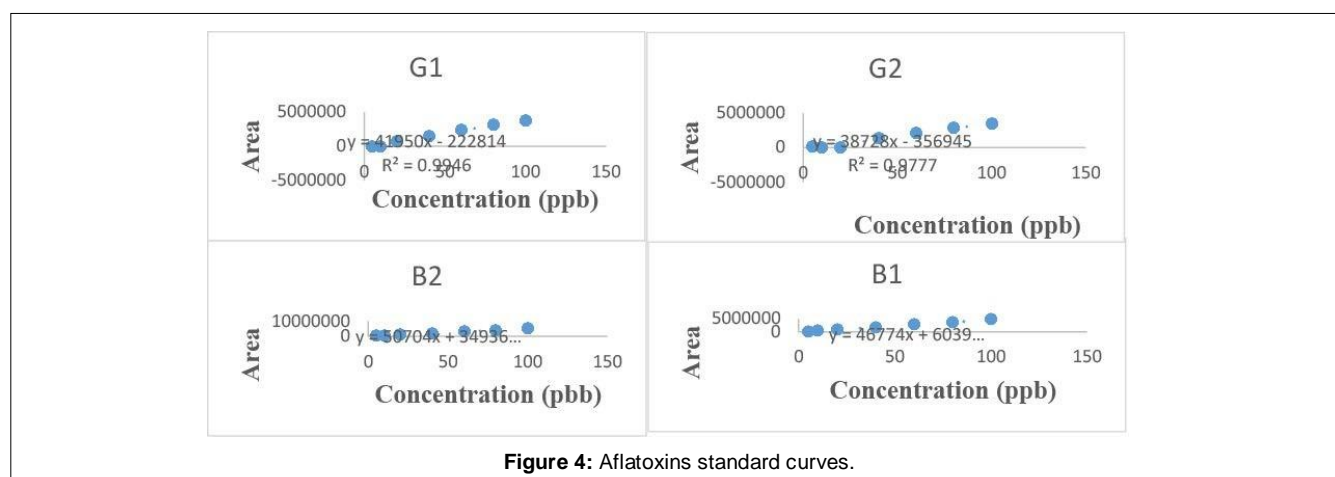 G1
Area
5000000
0
-5000000
y = 41950x - 222814
R² = 0.9946
0 50 100 150
Concentration (ppb)
G2
Area
5000000
0
-5000000
y = 38728x - 356945
R² = 0.9777
0 50 100 150
Concentration (ppb)
B2
Area
10000000
0
y = 50704x + 34936...
0 50 100 150
Concentration (pbb)
B1
Area
5000000
0
y = 46774x + 6039...
0 50 100 150
Concentration (ppb)
Figure 4: Aflatoxins standard curves.